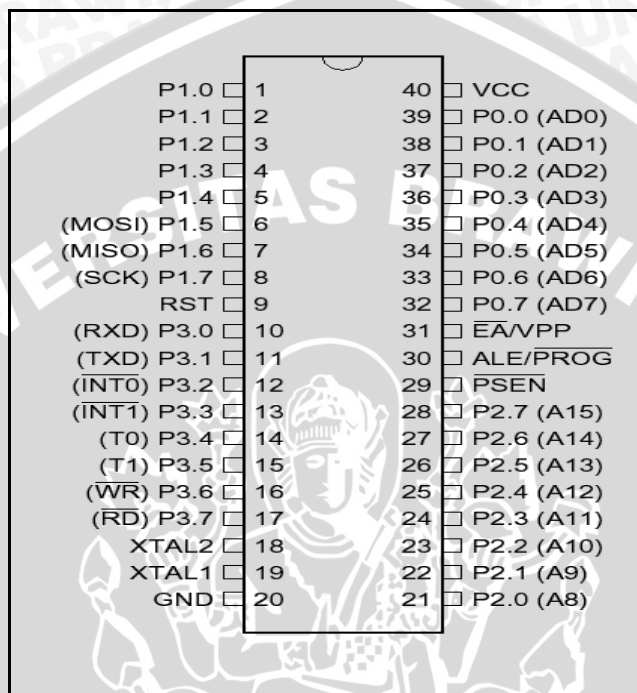 P1.0 1 40 VCC
P1.1 2 39 P0.0 (AD0)
P1.2 3 38 P0.1 (AD1)
P1.3 4 37 P0.2 (AD2)
P1.4 5 36 P0.3 (AD3)
(MOSI) P1.5 6 35 P0.4 (AD4)
(MISO) P1.6 7 34 P0.5 (AD5)
(SCK) P1.7 8 33 P0.6 (AD6)
RST 9 32 P0.7 (AD7)
(RXD) P3.0 10 31 E̅A̅/VPP
(TXD) P3.1 11 30 ALE/P̅R̅O̅G̅
(I̅N̅T̅0̅) P3.2 12 29 P̅S̅E̅N̅
(I̅N̅T̅1̅) P3.3 13 28 P2.7 (A15)
(T0) P3.4 14 27 P2.6 (A14)
(T1) P3.5 15 26 P2.5 (A13)
(W̅R̅) P3.6 16 25 P2.4 (A12)
(R̅D̅) P3.7 17 24 P2.3 (A11)
XTAL2 18 23 P2.2 (A10)
XTAL1 19 22 P2.1 (A9)
GND 20 21 P2.0 (A8)